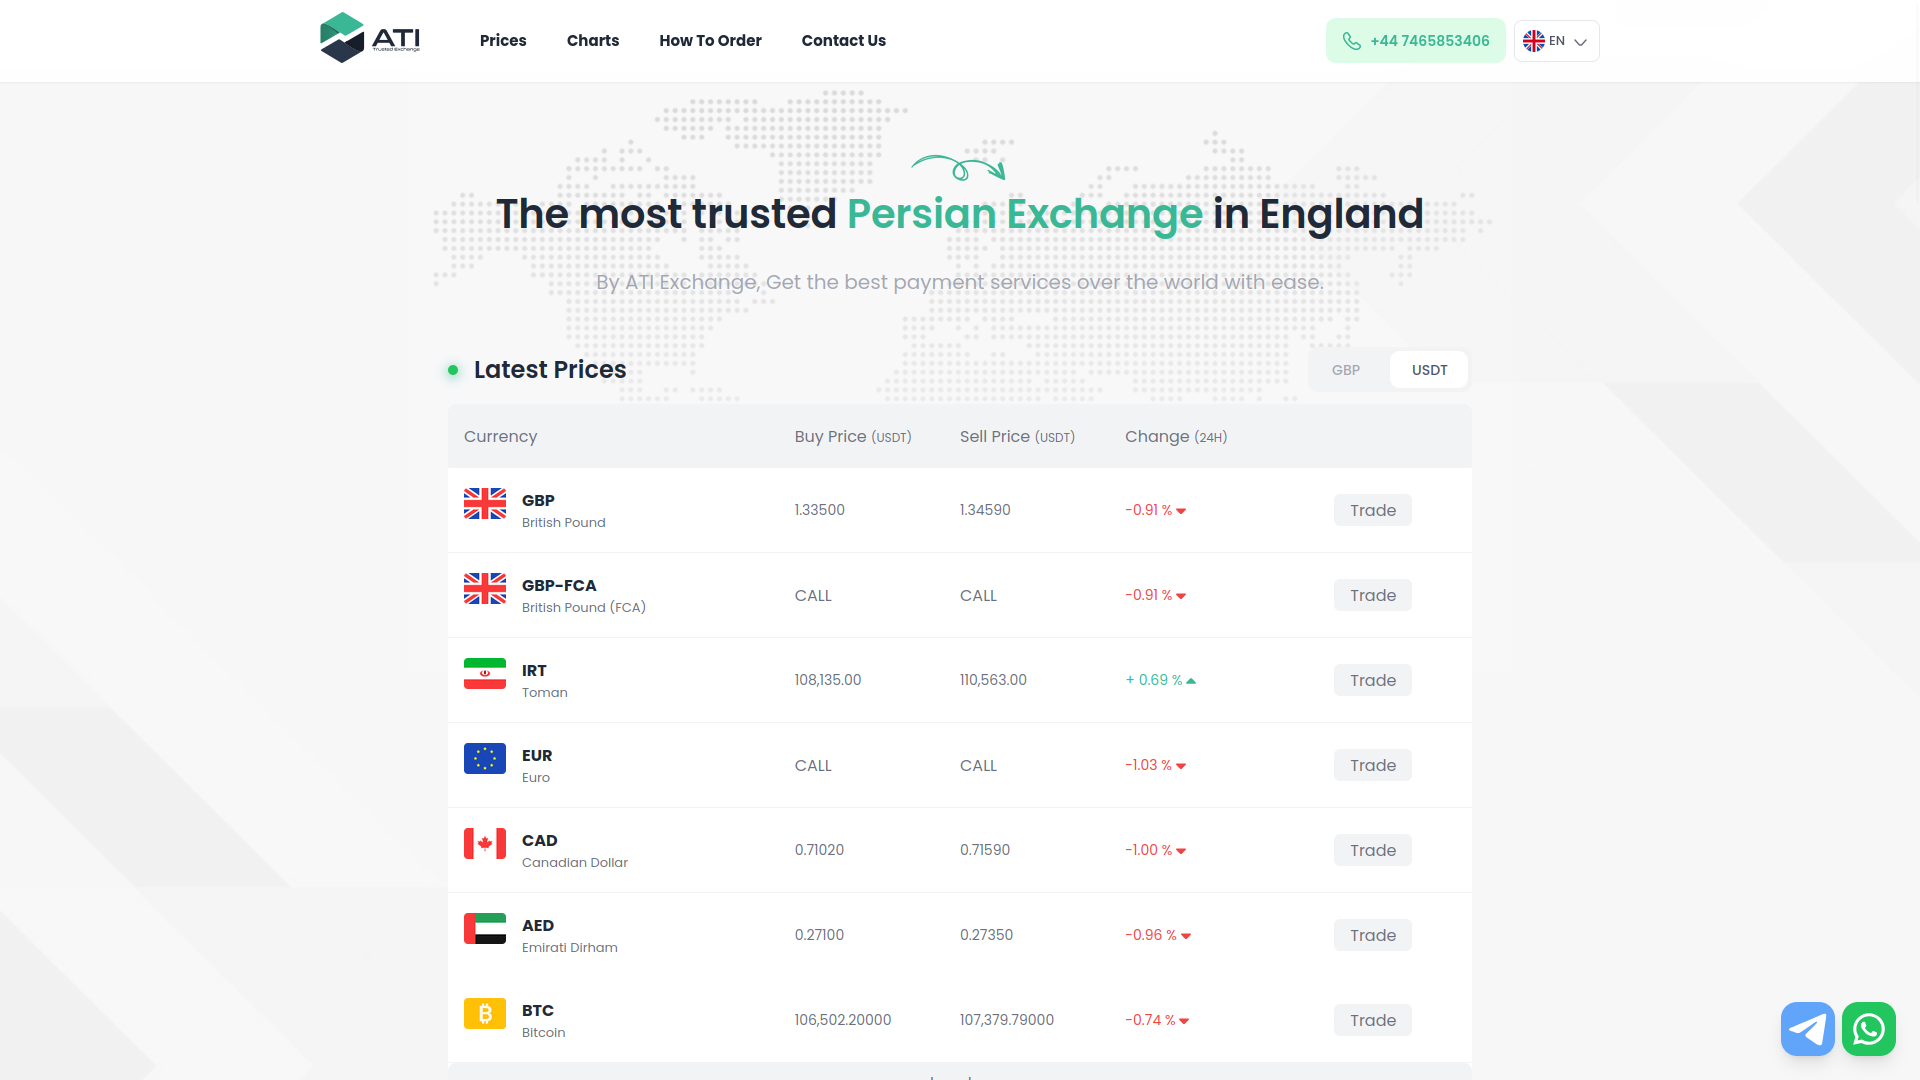 ATI
Trusted Exchange
Prices
Charts
How To Order
Contact Us
+44 7465853406
EN
The most trusted Persian Exchange in England
By ATI Exchange, Get the best payment services over the world with ease.
Latest Prices
GBP
USDT
Currency
Buy Price (USDT)
Sell Price (USDT)
Change (24H)
GBP
British Pound
1.33500
1.34590
-0.91 %
Trade
GBP-FCA
British Pound (FCA)
CALL
CALL
-0.91 %
Trade
IRT
Toman
108,135.00
110,563.00
+ 0.69 %
Trade
EUR
Euro
CALL
CALL
-1.03 %
Trade
CAD
Canadian Dollar
0.71020
0.71590
-1.00 %
Trade
AED
Emirati Dirham
0.27100
0.27350
-0.96 %
Trade
BTC
Bitcoin
106,502.20000
107,379.79000
-0.74 %
Trade